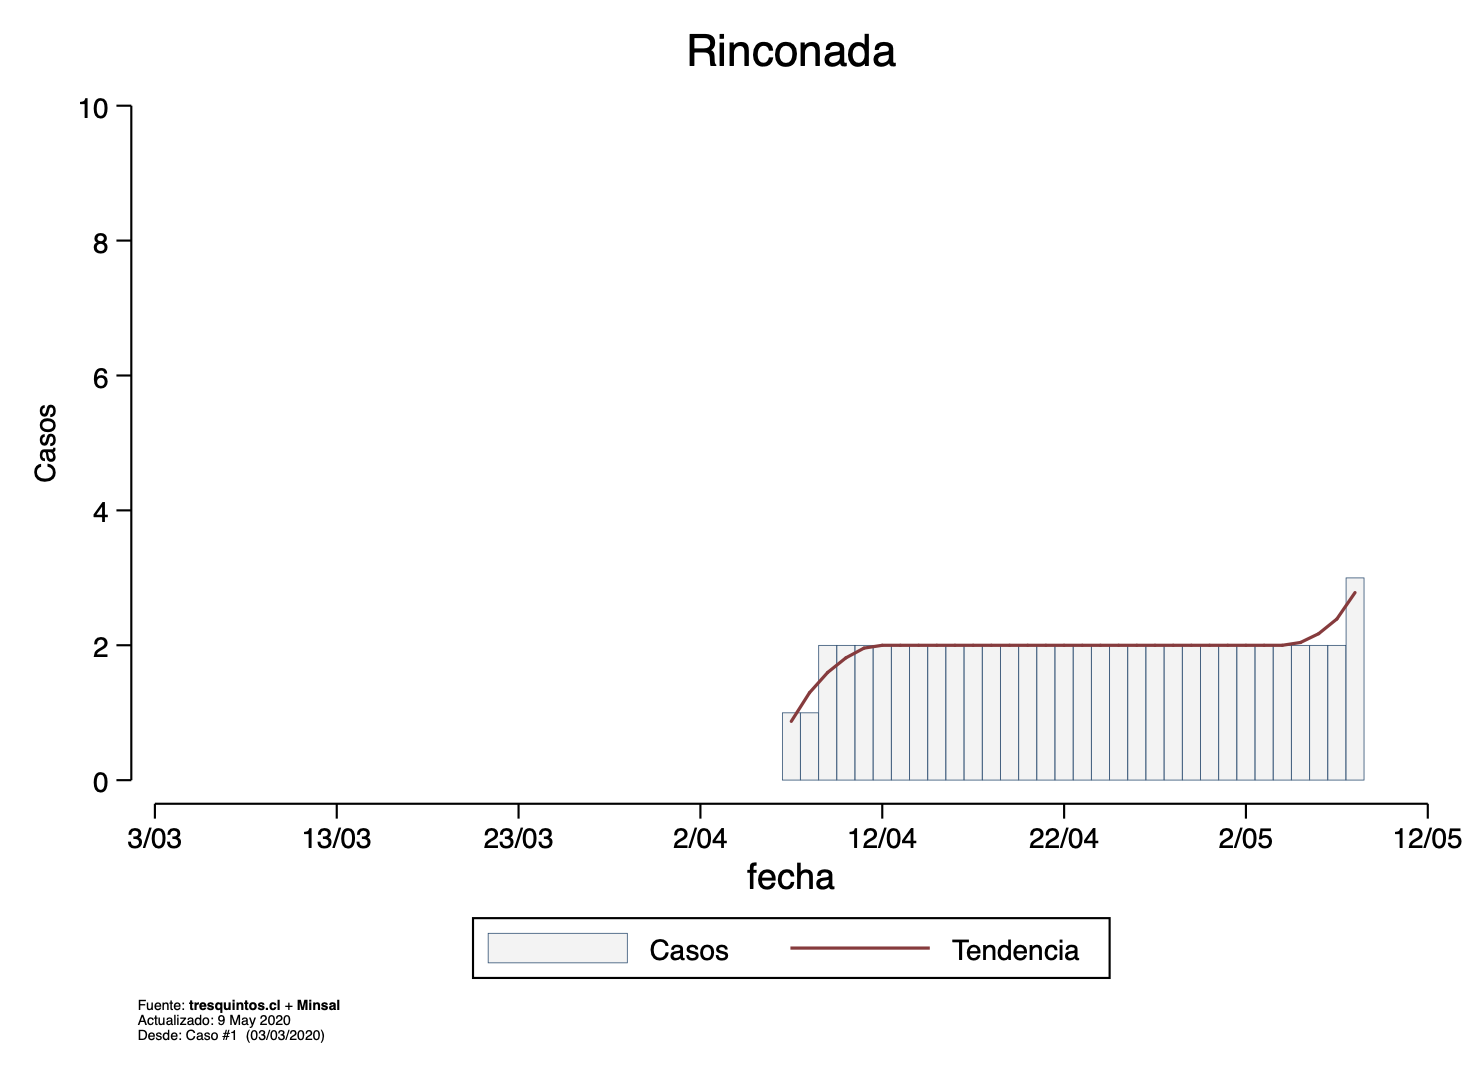 Rinconada
10
8
6
4
2
0
Casos
3/03 13/03 23/03 2/04 12/04 22/04 2/05 12/05
fecha
Casos Tendencia
Fuente: tresquintos.cl + Minsal
Actualizado: 9 May 2020
Desde: Caso #1 (03/03/2020)